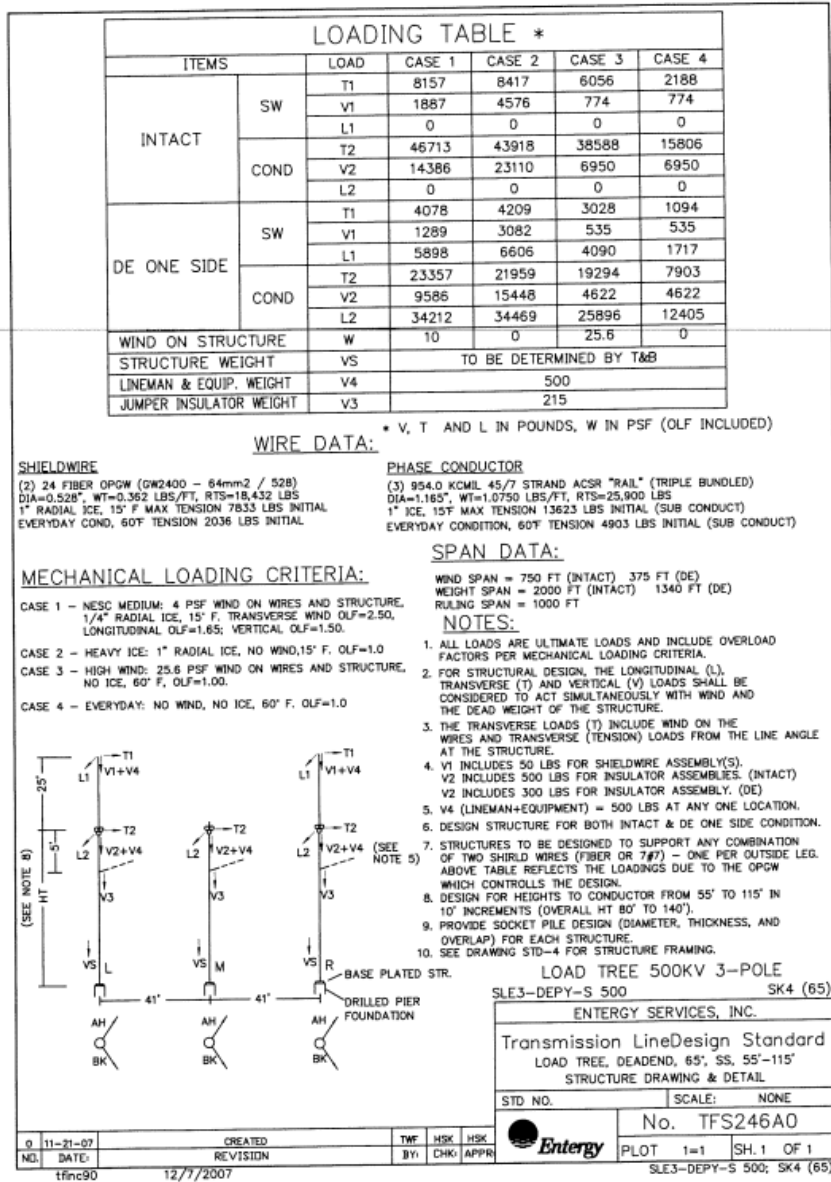 LOADING TABLE *
ITEMS LOAD CASE 1 CASE 2 CASE 3 CASE 4
INTACT SW T1 8157 8417 6056 2188
V1 1887 4576 774 774
L1 0 0 0 0
COND T2 46713 43918 38588 15806
V2 14386 23110 6950 6950
L2 0 0 0 0
DE ONE SIDE SW T1 4078 4209 3028 1094
V1 1289 3082 535 535
L1 5898 6606 4090 1717
COND T2 23357 21959 19294 7903
V2 9586 15448 4622 4622
L2 34212 34469 25896 12405
WIND ON STRUCTURE W 10 0 25.6 0
STRUCTURE WEIGHT VS TO BE DETERMINED BY T&B
LINEMAN & EQUIP. WEIGHT V4 500
JUMPER INSULATOR WEIGHT V3 215
* V, T AND L IN POUNDS, W IN PSF (OLF INCLUDED)
WIRE DATA:
SHIELDWIRE
(2) 24 FIBER OPGW (GW2400 - 64mm2 / 528)
DIA=0.528", WT=0.362 LBS/FT, RTS=18,432 LBS
1" RADIAL ICE, 15° F MAX TENSION 7833 LBS INITIAL
EVERYDAY COND, 60°F TENSION 2036 LBS INITIAL
PHASE CONDUCTOR
(3) 954.0 KCMIL 45/7 STRAND ACSR "RAIL" (TRIPLE BUNDLED)
DIA=1.165", WT=1.0750 LBS/FT, RTS=25,900 LBS
1" ICE, 15°F MAX TENSION 13623 LBS INITIAL (SUB CONDUCT)
EVERYDAY CONDITION, 60°F TENSION 4903 LBS INITIAL (SUB CONDUCT)
SPAN DATA:
WIND SPAN = 750 FT (INTACT) 375 FT (DE)
WEIGHT SPAN = 2000 FT (INTACT) 1340 FT (DE)
RULING SPAN = 1000 FT
MECHANICAL LOADING CRITERIA:
CASE 1 - NESC MEDIUM: 4 PSF WIND ON WIRES AND STRUCTURE,
1/4" RADIAL ICE, 15° F. TRANSVERSE WIND OLF=2.50,
LONGITUDINAL OLF=1.65; VERTICAL OLF=1.50.
CASE 2 - HEAVY ICE: 1" RADIAL ICE, NO WIND,15° F. OLF=1.0
CASE 3 - HIGH WIND: 25.6 PSF WIND ON WIRES AND STRUCTURE,
NO ICE, 60° F, OLF=1.00.
CASE 4 - EVERYDAY: NO WIND, NO ICE, 60° F. OLF=1.0
NOTES:
1. ALL LOADS ARE ULTIMATE LOADS AND INCLUDE OVERLOAD
FACTORS PER MECHANICAL LOADING CRITERIA.
2. FOR STRUCTURAL DESIGN, THE LONGITUDINAL (L),
TRANSVERSE (T) AND VERTICAL (V) LOADS SHALL BE
CONSIDERED TO ACT SIMULTANEOUSLY WITH WIND AND
THE DEAD WEIGHT OF THE STRUCTURE.
3. THE TRANSVERSE LOADS (T) INCLUDE WIND ON THE
WIRES AND TRANSVERSE (TENSION) LOADS FROM THE LINE ANGLE
AT THE STRUCTURE.
4. V1 INCLUDES 50 LBS FOR SHIELDWIRE ASSEMBLY(S).
V2 INCLUDES 500 LBS FOR INSULATOR ASSEMBLIES. (INTACT)
V2 INCLUDES 300 LBS FOR INSULATOR ASSEMBLY. (DE)
5. V4 (LINEMAN+EQUIPMENT) = 500 LBS AT ANY ONE LOCATION.
6. DESIGN STRUCTURE FOR BOTH INTACT & DE ONE SIDE CONDITION.
7. STRUCTURES TO BE DESIGNED TO SUPPORT ANY COMBINATION
OF TWO SHIRLD WIRES (FIBER OR 7#7) - ONE PER OUTSIDE LEG.
ABOVE TABLE REFLECTS THE LOADINGS DUE TO THE OPGW
WHICH CONTROLLS THE DESIGN.
8. DESIGN FOR HEIGHTS TO CONDUCTOR FROM 55' TO 115' IN
10' INCREMENTS (OVERALL HT 80' TO 140').
9. PROVIDE SOCKET PILE DESIGN (DIAMETER, THICKNESS, AND
OVERLAP) FOR EACH STRUCTURE.
10. SEE DRAWING STD-4 FOR STRUCTURE FRAMING.
T1 T1
L1 V1+V4 L1 V1+V4
25'
T2 T2 T2
L2 V2+V4 L2 V2+V4 L2 V2+V4 (SEE NOTE 5)
5'
V3 V3 V3
(SEE NOTE 8)
HT
VS L VS M VS R
BASE PLATED STR.
41' 41'
DRILLED PIER
FOUNDATION
AH AH AH
BK BK BK
LOAD TREE 500KV 3-POLE
SLE3-DEPY-S 500 SK4 (65)
ENTERGY SERVICES, INC.
Transmission LineDesign Standard
LOAD TREE, DEADEND, 65°, SS, 55'-115'
STRUCTURE DRAWING & DETAIL
STD NO. SCALE: NONE
Entergy
No. TFS246A0
PLOT 1=1 SH. 1 OF 1
0 11-21-07 CREATED TWF HSK HSK
NO. DATE: REVISION BY: CHK: APPR
tfinc90 12/7/2007 SLE3-DEPY-S 500; SK4 (65)